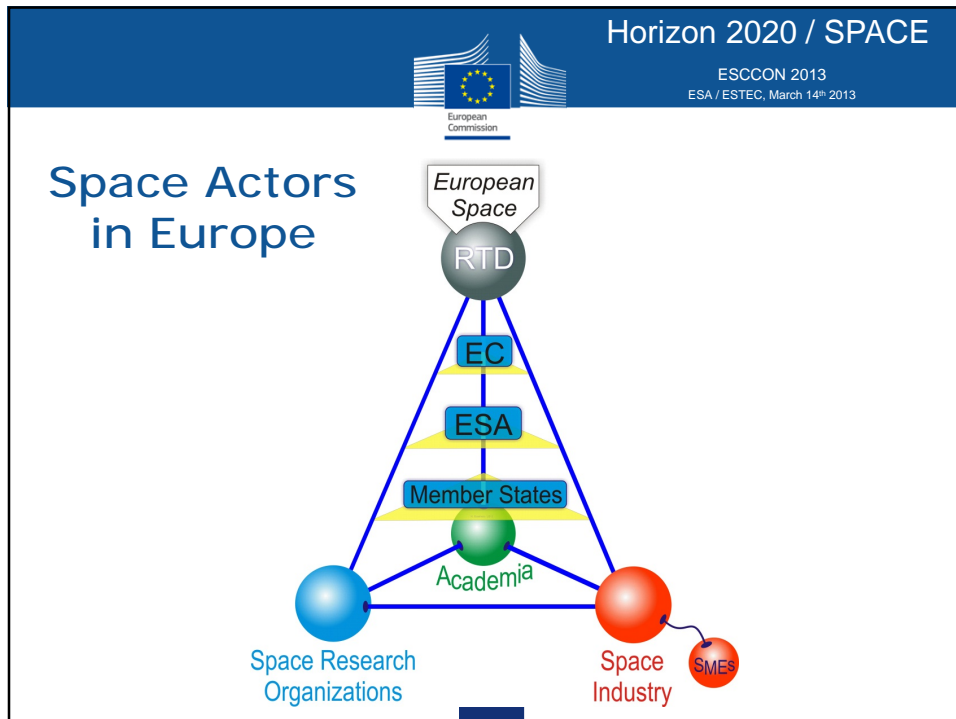 Horizon 2020 / SPACE
ESCCON 2013
ESA / ESTEC, March 14th 2013
European
Commission
Space Actors
in Europe
European
Space
RTD
EC
ESA
Member States
Academia
Space Research
Organizations
Space
Industry
SMEs